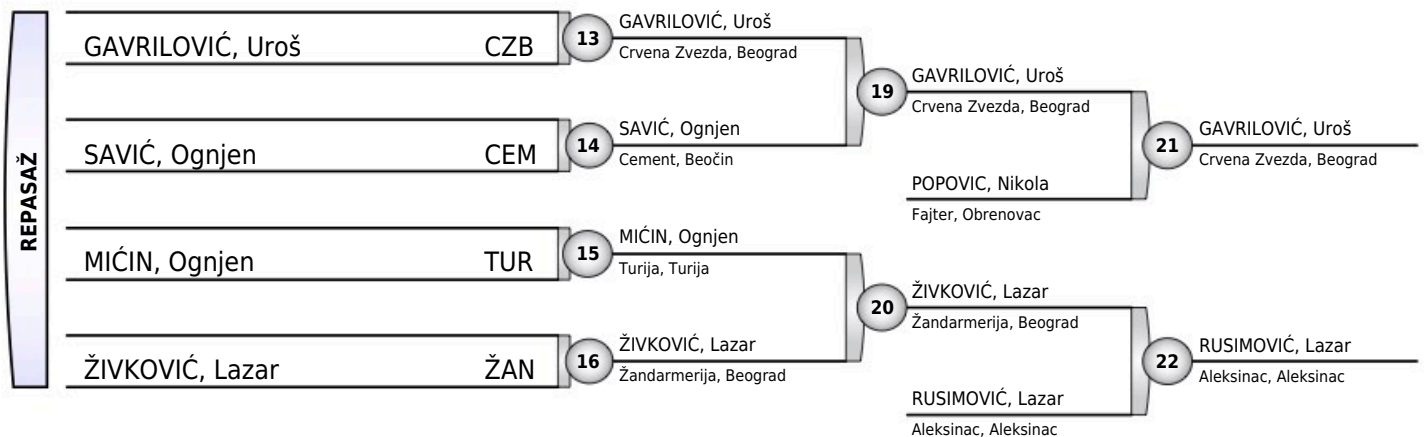 REPASAŽ
GAVRILOVIĆ, Uroš CZB
SAVIĆ, Ognjen CEM
MIĆIN, Ognjen TUR
ŽIVKOVIĆ, Lazar ŽAN
13
GAVRILOVIĆ, Uroš
Crvena Zvezda, Beograd
14
SAVIĆ, Ognjen
Cement, Beočin
15
MIĆIN, Ognjen
Turija, Turija
16
ŽIVKOVIĆ, Lazar
Žandarmerija, Beograd
19
GAVRILOVIĆ, Uroš
Crvena Zvezda, Beograd
POPOVIC, Nikola
Fajter, Obrenovac
20
ŽIVKOVIĆ, Lazar
Žandarmerija, Beograd
RUSIMOVIĆ, Lazar
Aleksinac, Aleksinac
21
GAVRILOVIĆ, Uroš
Crvena Zvezda, Beograd
22
RUSIMOVIĆ, Lazar
Aleksinac, Aleksinac